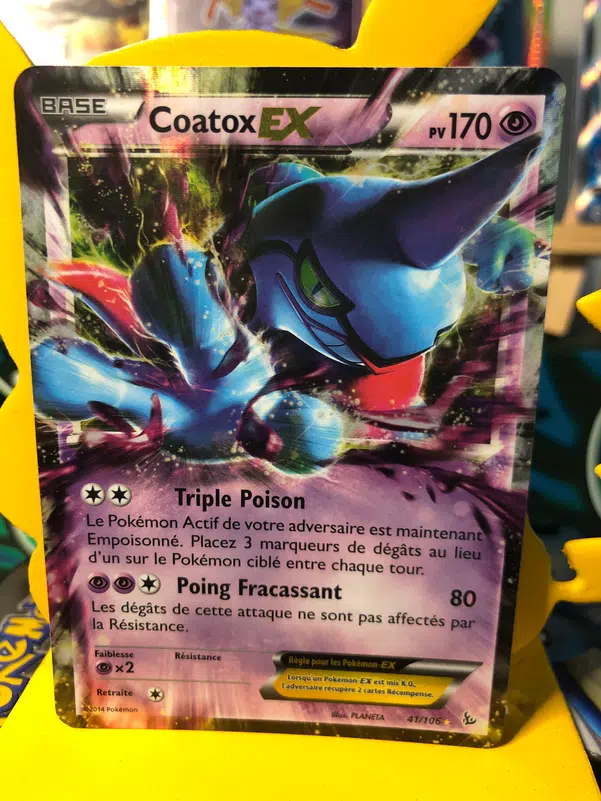 BASE
Coatox EX
PV 170
Triple Poison
Le Pokémon Actif de votre adversaire est maintenant
Empoisonné. Placez 3 marqueurs de dégâts au lieu
d'un sur le Pokémon ciblé entre chaque tour.
Poing Fracassant 80
Les dégâts de cette attaque ne sont pas affectés par
la Résistance.
Faiblesse Résistance
×2
Retraite
Règle pour les Pokémon-EX
Lorsqu'un Pokémon-EX est mis K.O.,
l'adversaire récupère 2 cartes Récompense.
©2014 Pokémon
illus. PLANETA
41/106